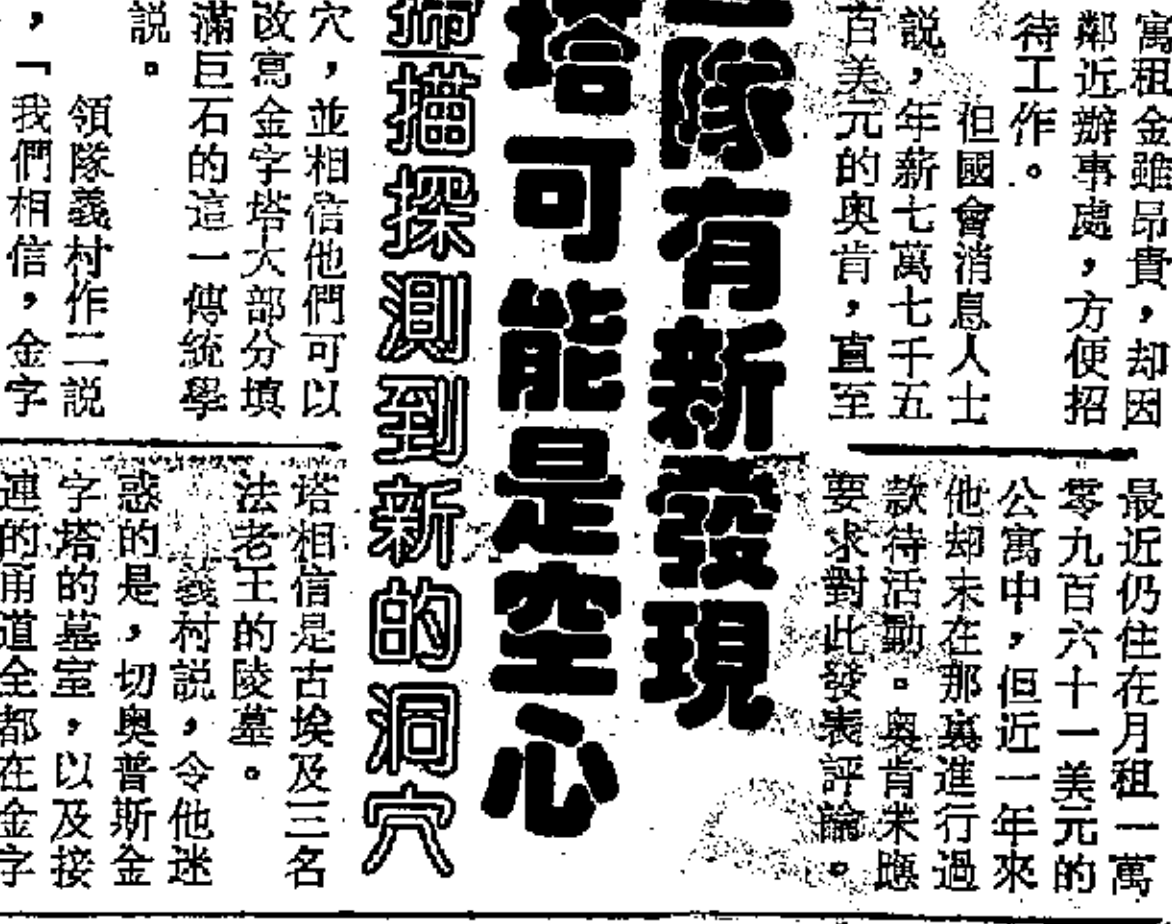 寓租金雖昂貴，却因
鄰近辦事處，方便招
待工作。
但國會消息人士
説，年薪七萬七千五
百美元的奥肯，直至
最近仍住在月租一萬
零九百六十一美元的
公寓中，但近一年來
他却未在那裏進行過
款待活動。奥肯未應
要求對此發表評論。
隊有新發現
塔可能是空心
掃描探測到新的洞穴
穴，並相信他們可以
改寫金字塔大部分填
滿巨石的這一傳統學
説。
領隊義村作二説
，「我們相信，金字
塔相信是古埃及三名
法老王的陵墓。
義村説，令他迷
惑的是，切奥普斯金
字塔的墓室，以及接
連的甬道全都在金字